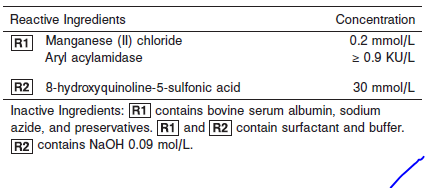 Reactive Ingredients Concentration
R1 Manganese (II) chloride 0.2 mmol/L
Aryl acylamidase ≥ 0.9 KU/L
R2 8-hydroxyquinoline-5-sulfonic acid 30 mmol/L
Inactive Ingredients: R1 contains bovine serum albumin, sodium
azide, and preservatives. R1 and R2 contain surfactant and buffer.
R2 contains NaOH 0.09 mol/L.